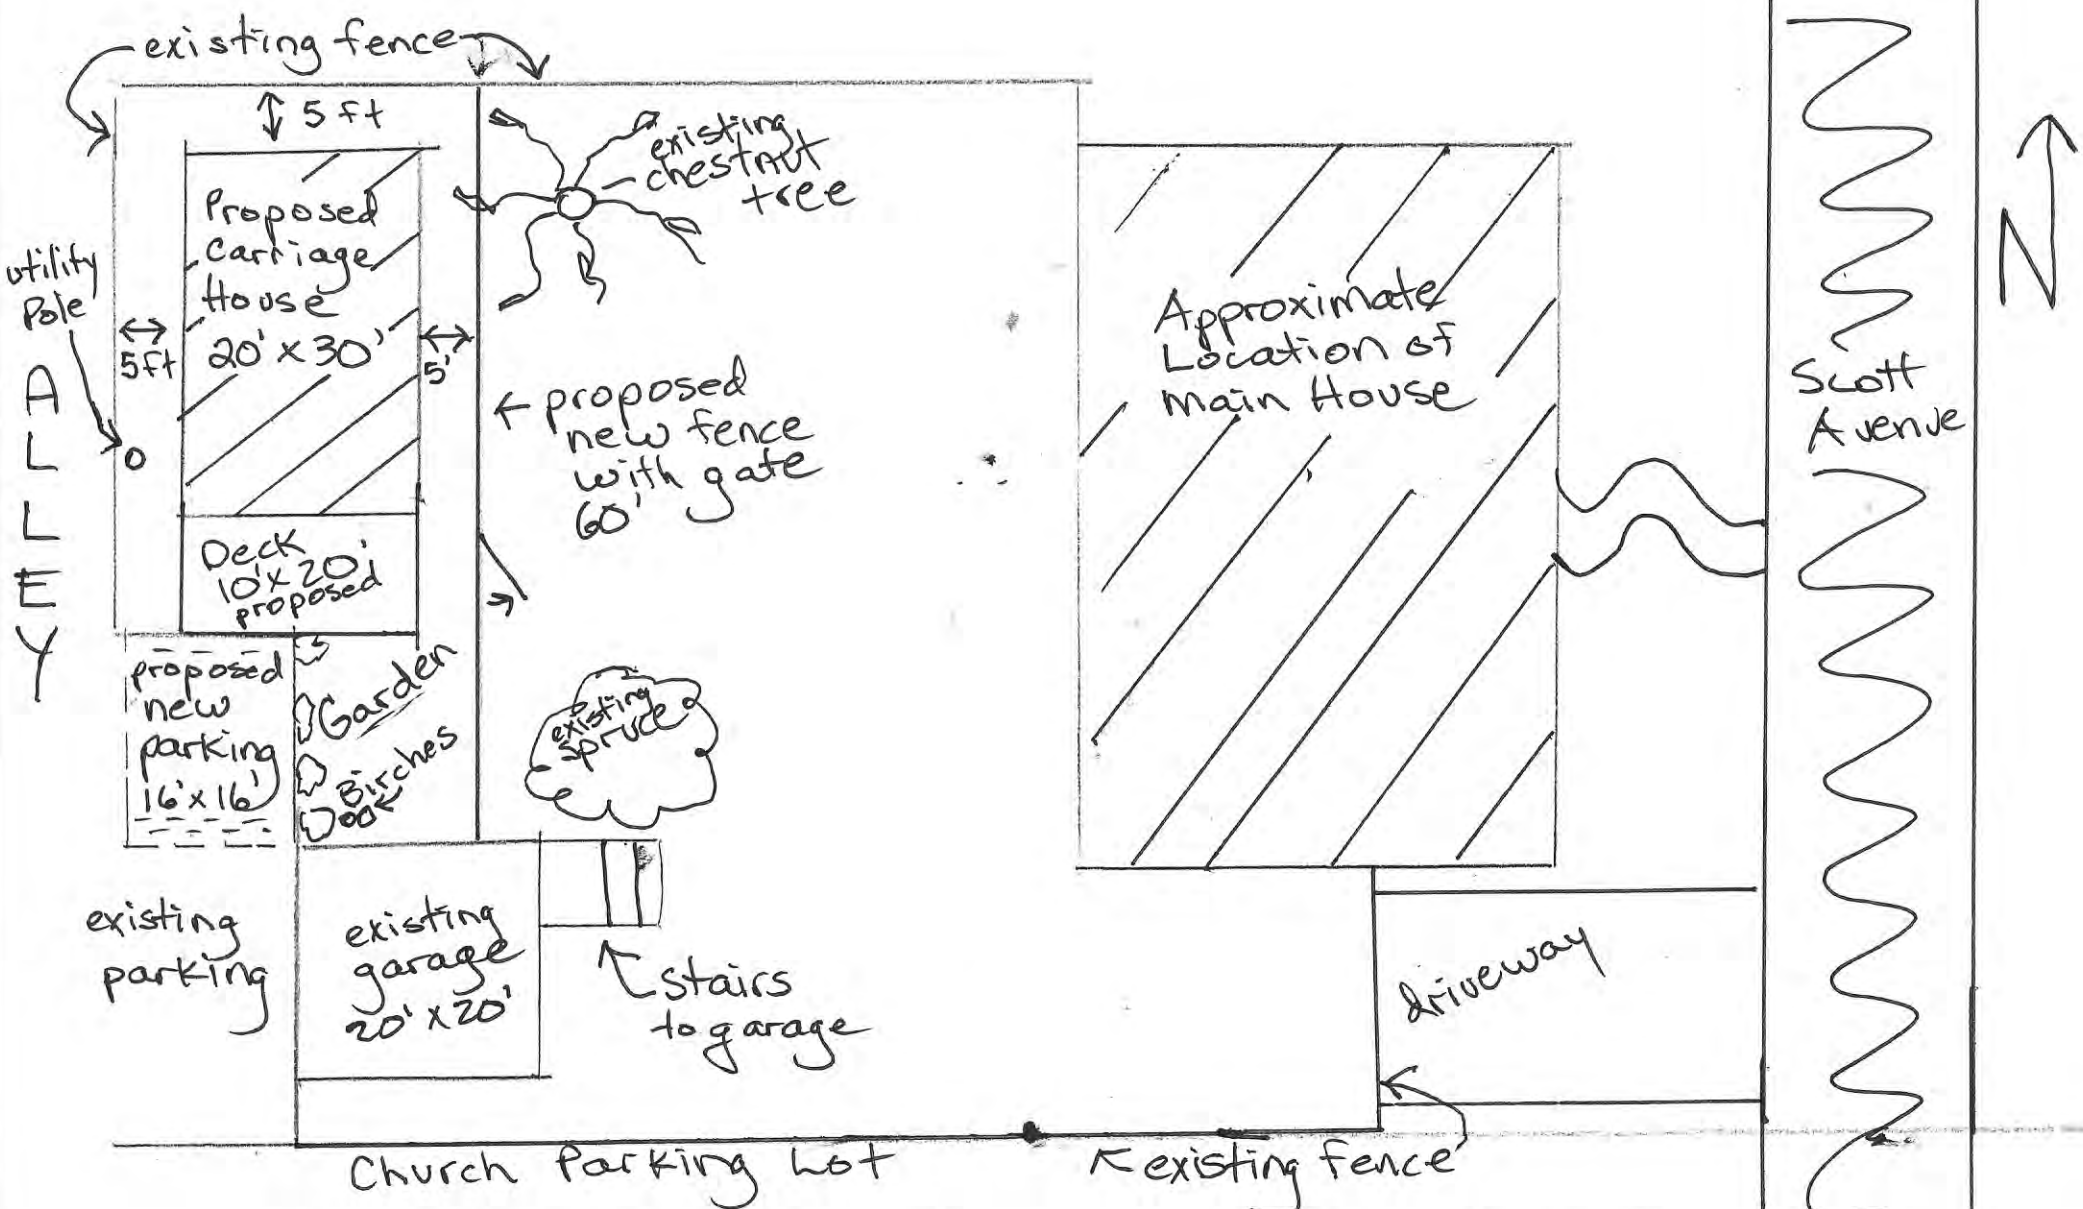 existing fence
5 ft
Proposed
Carriage
House
20' x 30'
utility
Pole
5ft
5'
ALLEY
existing
chestnut
tree
← proposed
new fence
with gate
60'
Deck
10' x 20'
proposed
proposed
new
parking
16' x 16'
Garden
Birches
existing
spruce
existing
parking
existing
garage
20' x 20'
stairs
to garage
Approximate
Location of
main House
Scott
Avenue
N
driveway
Church Parking Lot
existing fence